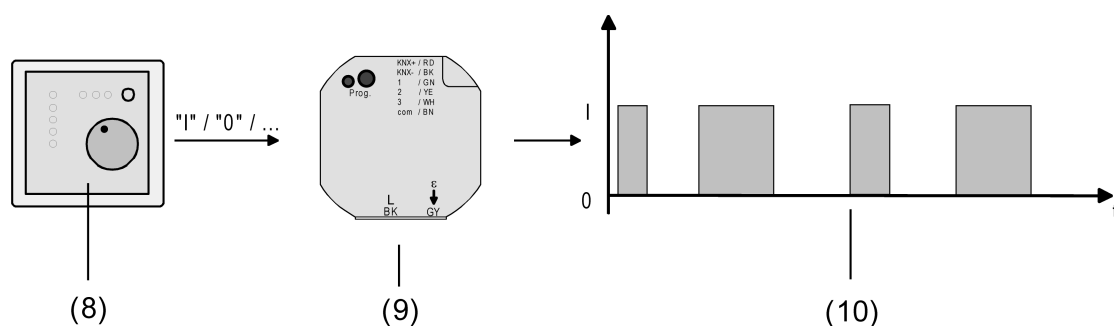 "I" / "0" / ...
KNX+ / RD
KNX- / BK
1 / GN
2 / YE
3 / WH
com / BN
Prog.
L
BK
ε
GY
I
0
t
(8)
(9)
(10)